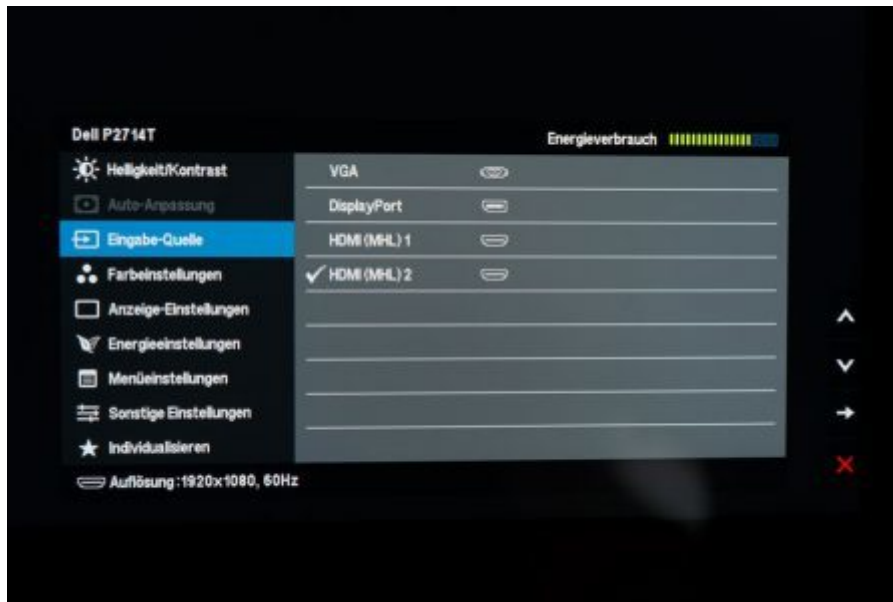 Dell P2714T
Energieverbrauch
Helligkeit/Kontrast
Auto-Anpassung
Eingabe-Quelle
Farbeinstellungen
Anzeige-Einstellungen
Energieeinstellungen
Menüeinstellungen
Sonstige Einstellungen
Individualisieren
VGA
DisplayPort
HDMI (MHL) 1
HDMI (MHL) 2
Auflösung :1920x1080, 60Hz